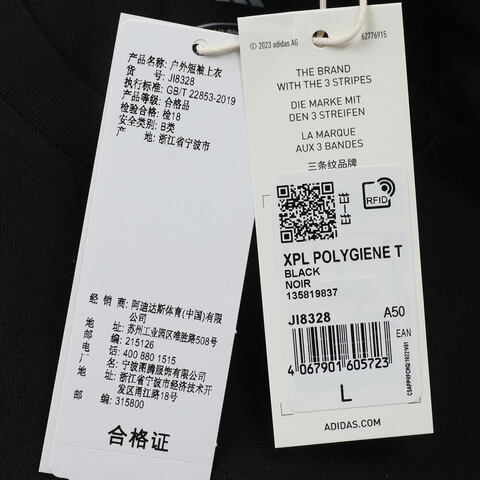 产品名称: 户外短袖上衣
货 号: JI8328
执行标准: GB/T 22853-2019
产品等级: 合格品
检验合格: 检18
安全类别: B类
产 地: 浙江省宁波市
经 销 商: 阿迪达斯体育(中国)有限
公司
地 址: 苏州工业园区唯胜路508号
邮 编: 215126
电 话: 400 880 1515
厂 名: 宁波甬腾服饰有限公司
地 址: 浙江省宁波市经济技术开
发区甬江路18号
邮 编: 315800
合格证
© 2023 adidas AG
62776915
THE BRAND
WITH THE 3 STRIPES
DIE MARKE MIT
DEN 3 STREIFEN
LA MARQUE
AUX 3 BANDES
三条纹品牌
E4—E4
RFID
XPL POLYGIENE T
BLACK
NOIR
135819837
JI8328
A50
EAN
4 067901 605723
L
ADIDAS.COM